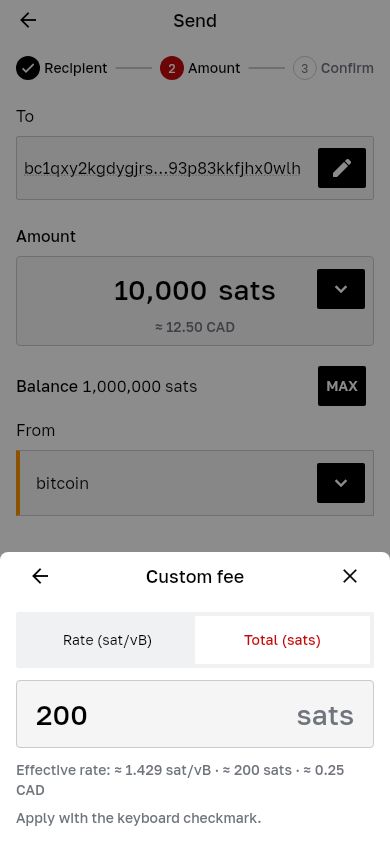 Send
Recipient
2 Amount
3 Confirm
To
bc1qxy2kgdygjrs...93p83kkfjhx0wlh
Amount
10,000 sats
≈ 12.50 CAD
Balance 1,000,000 sats
MAX
From
bitcoin
Custom fee
Rate (sat/vB)
Total (sats)
200 sats
Effective rate: ≈ 1.429 sat/vB · ≈ 200 sats · ≈ 0.25
CAD
Apply with the keyboard checkmark.